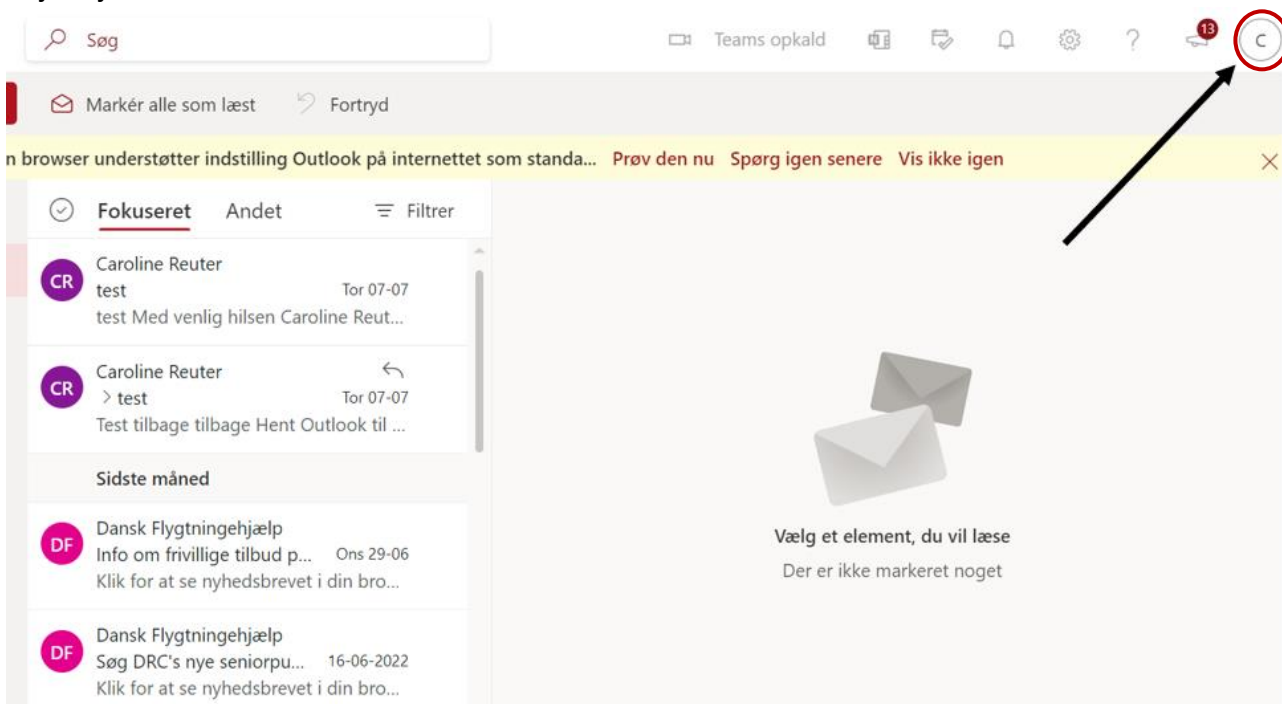 Søg
Teams opkald
13
C
Markér alle som læst
Fortryd
n browser understøtter indstilling Outlook på internettet som standa... Prøv den nu Spørg igen senere Vis ikke igen
Fokuseret Andet Filtrer
CR
Caroline Reuter
test Tor 07-07
test Med venlig hilsen Caroline Reut...
CR
Caroline Reuter
> test Tor 07-07
Test tilbage tilbage Hent Outlook til ...
Sidste måned
DF
Dansk Flygtningehjælp
Info om frivillige tilbud p... Ons 29-06
Klik for at se nyhedsbrevet i din bro...
DF
Dansk Flygtningehjælp
Søg DRC's nye seniorpu... 16-06-2022
Klik for at se nyhedsbrevet i din bro...
Vælg et element, du vil læse
Der er ikke markeret noget